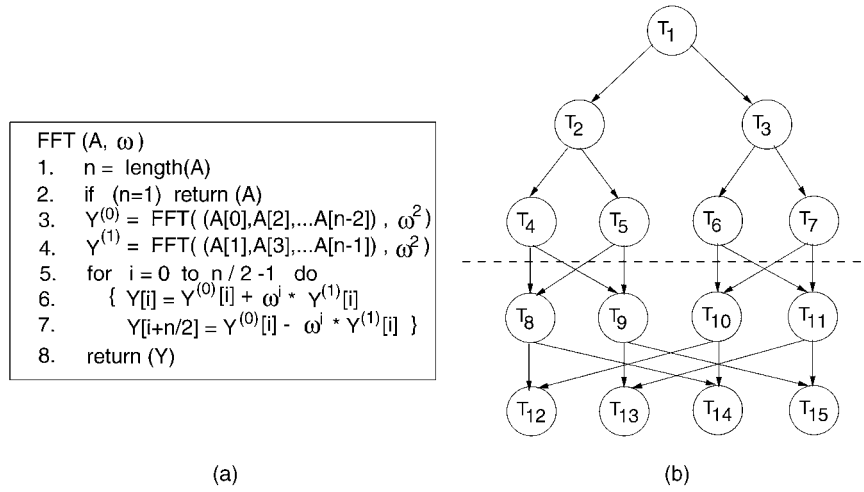 FFT (A, ω)
1. n = length(A)
2. if (n=1) return (A)
3. Y⁽⁰⁾ = FFT( (A[0],A[2],...A[n-2]) , ω²)
4. Y⁽¹⁾ = FFT( (A[1],A[3],...A[n-1]) , ω²)
5. for i = 0 to n / 2 -1 do
6. { Y[i] = Y⁽⁰⁾[i] + ωⁱ * Y⁽¹⁾[i]
7. Y[i+n/2] = Y⁽⁰⁾[i] - ωⁱ * Y⁽¹⁾[i] }
8. return (Y)
(a)
T₁
T₂ T₃
T₄ T₅ T₆ T₇
T₈ T₉ T₁₀ T₁₁
T₁₂ T₁₃ T₁₄ T₁₅
(b)